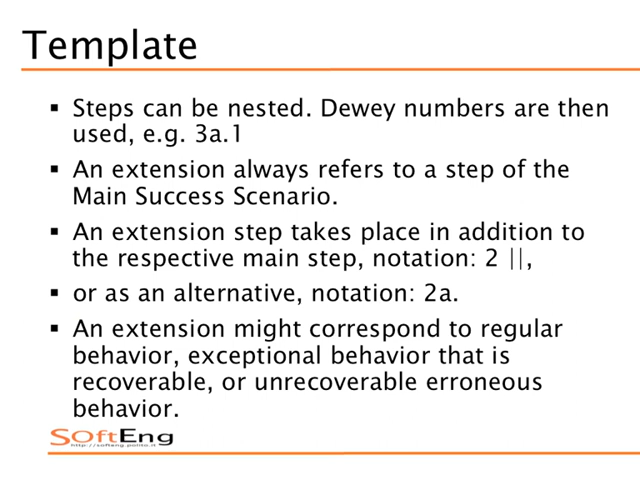 Template
▪ Steps can be nested. Dewey numbers are then
used, e.g. 3a.1
▪ An extension always refers to a step of the
Main Success Scenario.
▪ An extension step takes place in addition to
the respective main step, notation: 2 ||,
▪ or as an alternative, notation: 2a.
▪ An extension might correspond to regular
behavior, exceptional behavior that is
recoverable, or unrecoverable erroneous
behavior.
SOftEng
http://softeng.polito.it